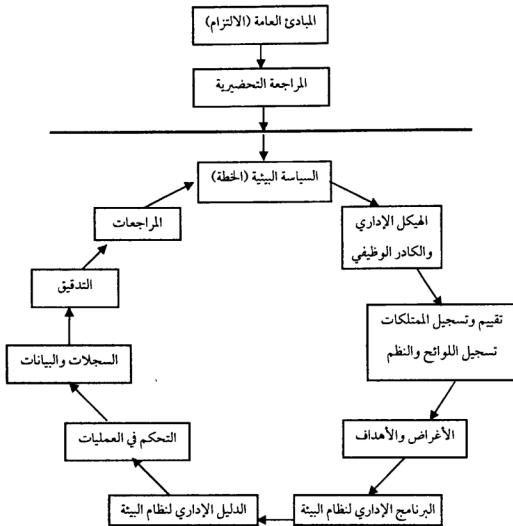 المبادئ العامة (الالتزام)
المراجعة التحضيرية
السياسة البيئية (الخطة)
الهيكل الإداري
والكادر الوظيفي
تقييم وتسجيل الممتلكات
تسجيل اللوائح والنظم
الأغراض والأهداف
البرنامج الإداري لنظام البيئة
الدليل الإداري لنظام البيئة
التحكم في العمليات
السجلات والبيانات
التدقيق
المراجعات